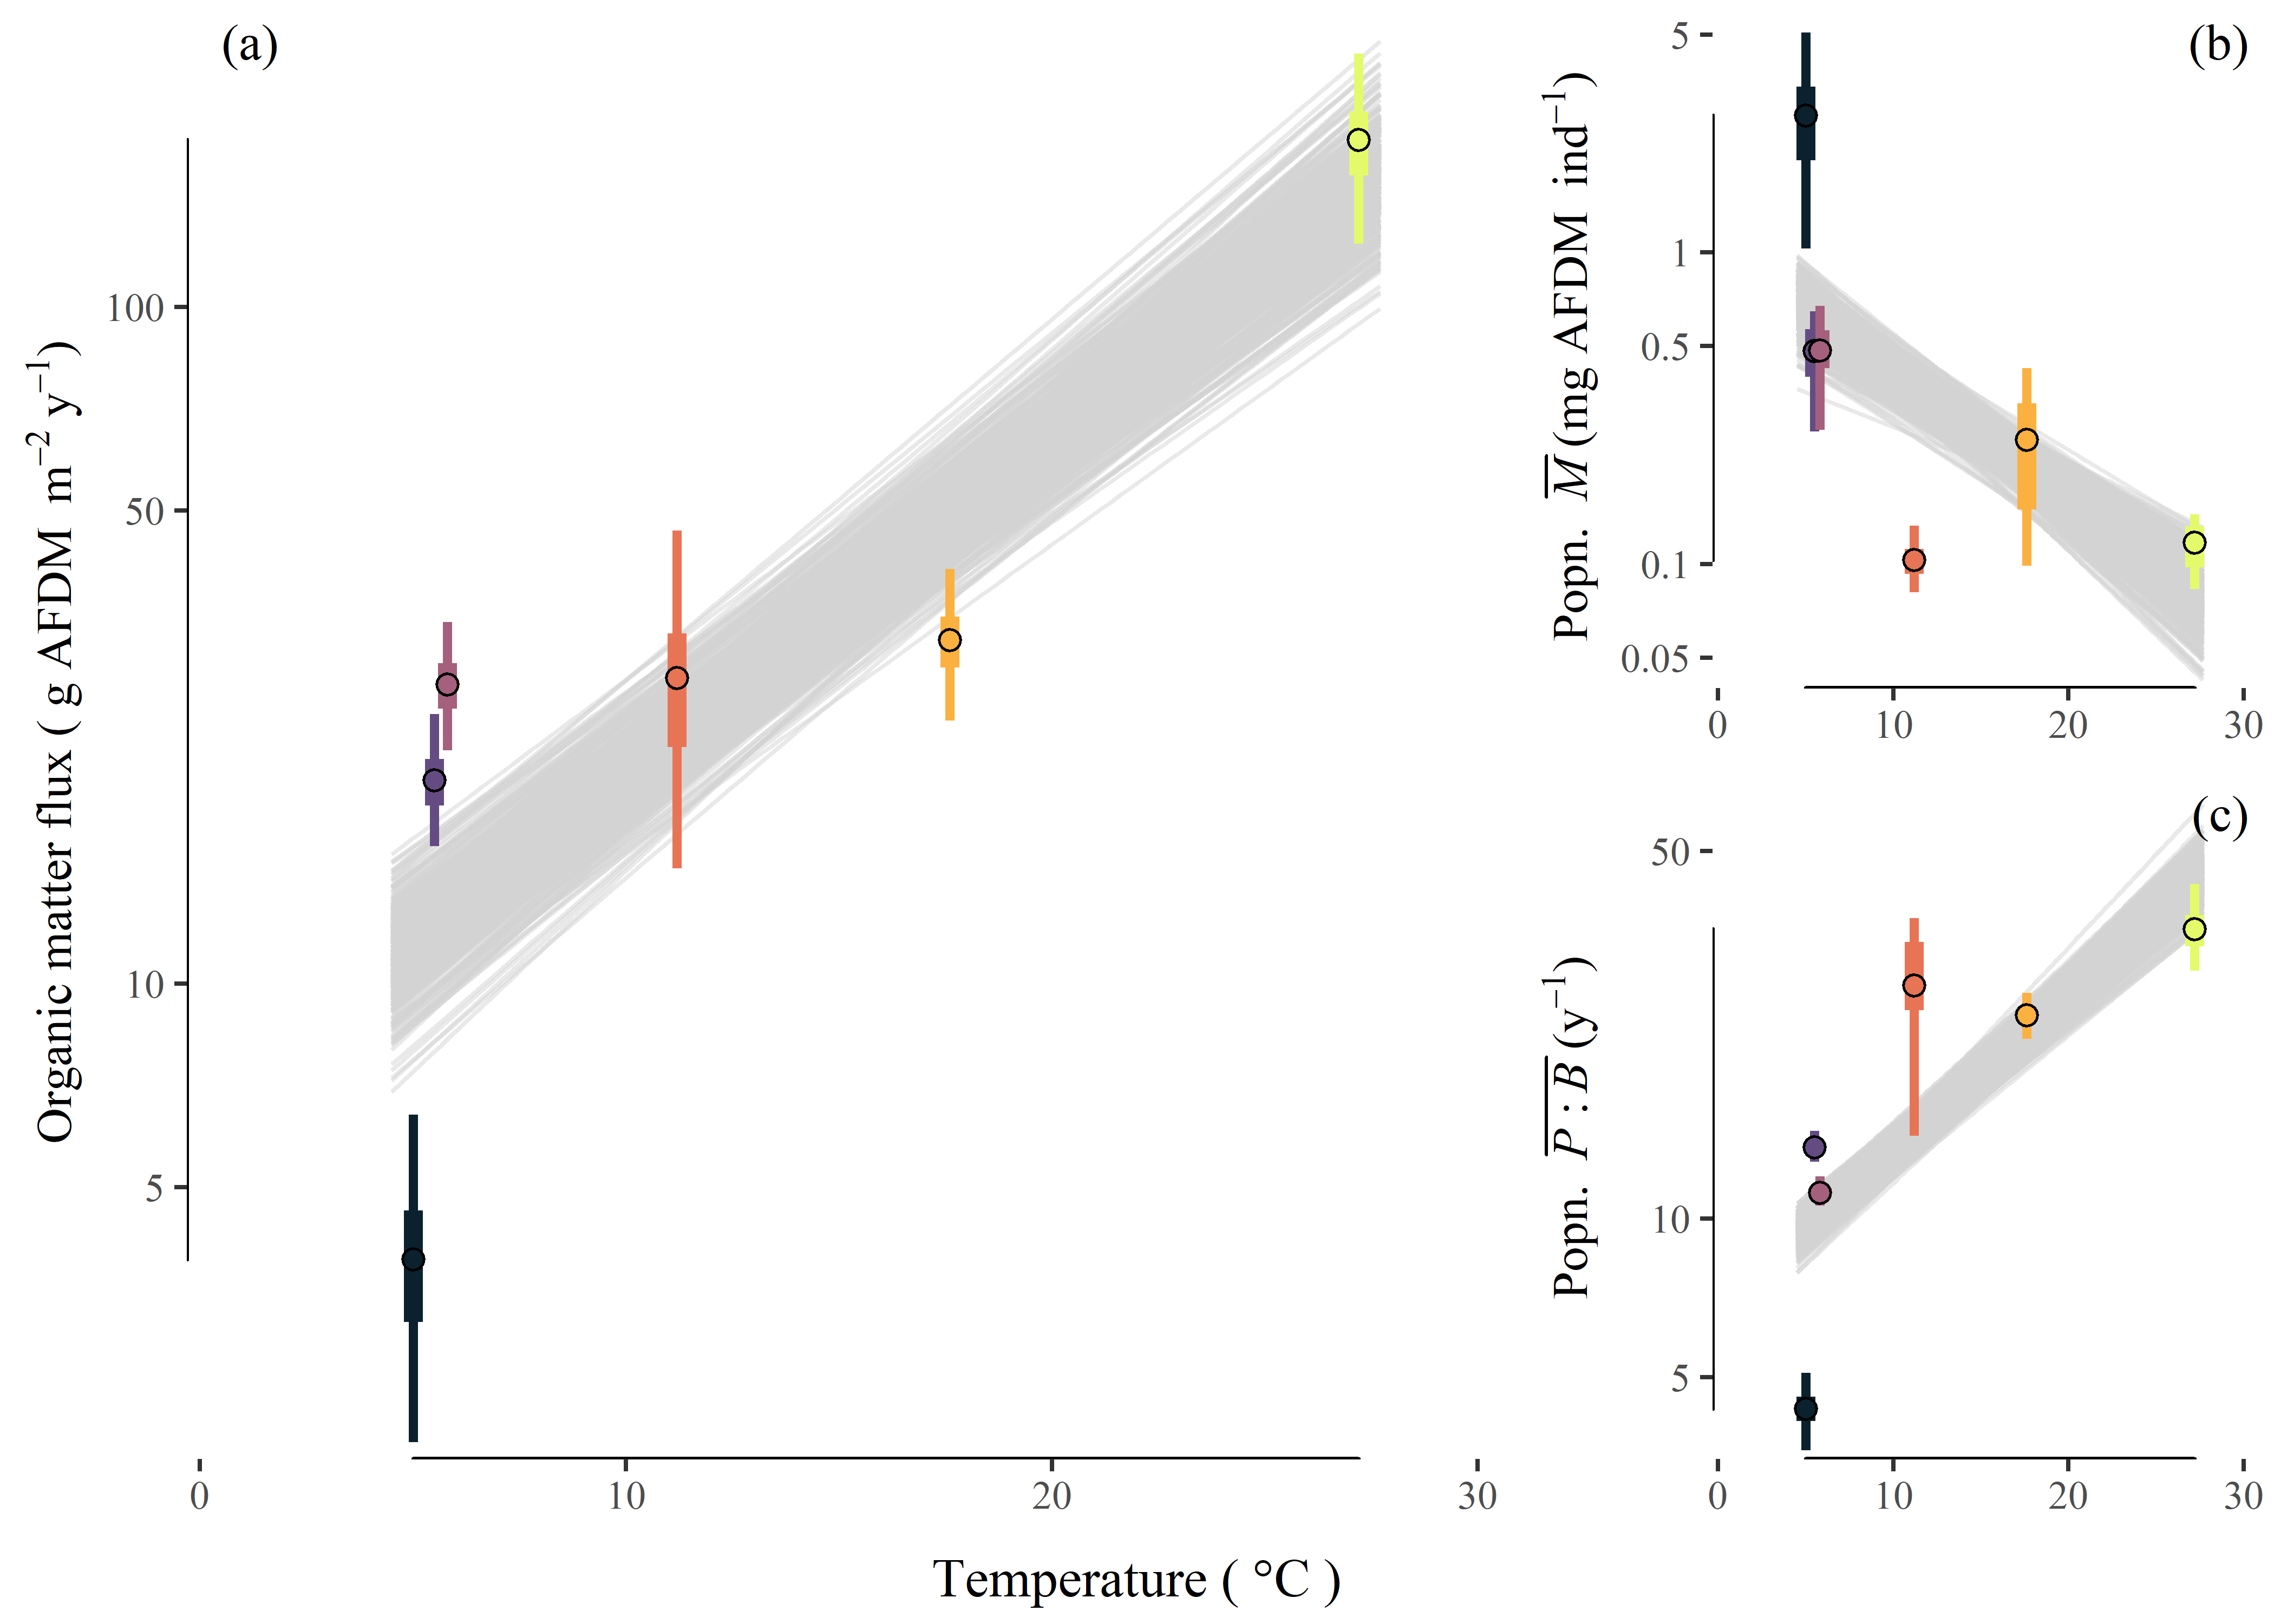 (a)
Organic matter flux ( g AFDM m⁻² y⁻¹)
100
50
10
5
0 10 20 30
(b)
Popn. M̅ (mg AFDM ind⁻¹)
5
1
0.5
0.1
0.05
0 10 20 30
(c)
Popn. P̅ ̅:̅ ̅B̅ (y⁻¹)
50
10
5
0 10 20 30
Temperature ( °C )